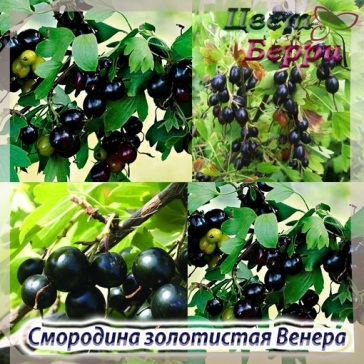 Цвет
Берри
Смородина золотистая Венера